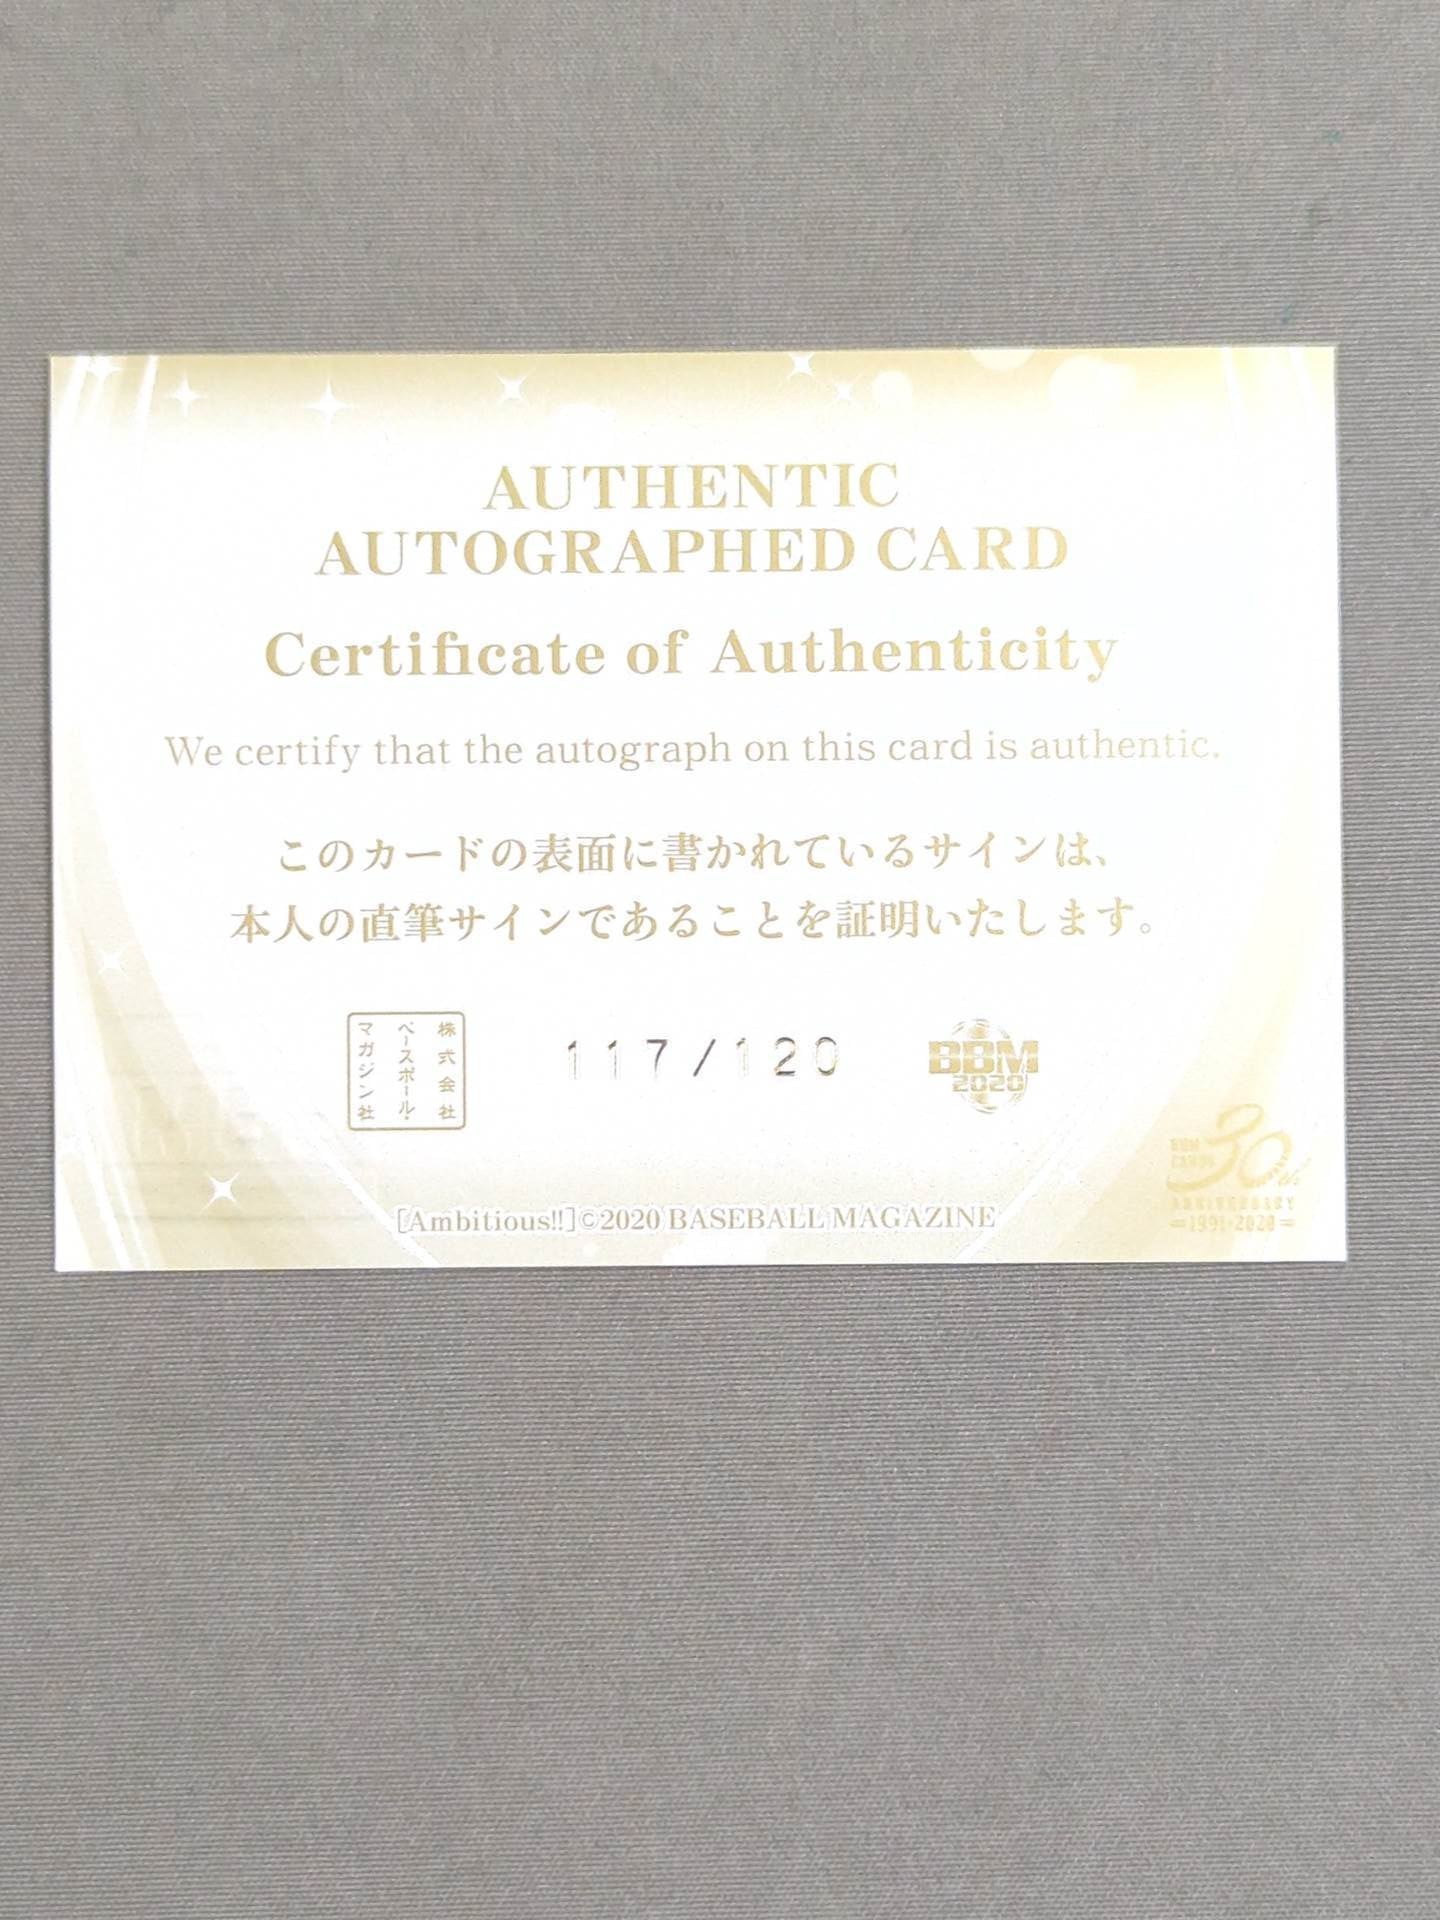 AUTHENTIC
AUTOGRAPHED CARD
Certificate of Authenticity
We certify that the autograph on this card is authentic.
このカードの表面に書かれているサインは、
本人の直筆サインであることを証明いたします。
株式会社
ベースボール・
マガジン社
117/120
BBM
2020
BBM
CARDS
30th
ANNIVERSARY
=1991-2020=
[Ambitious!!]©2020 BASEBALL MAGAZINE